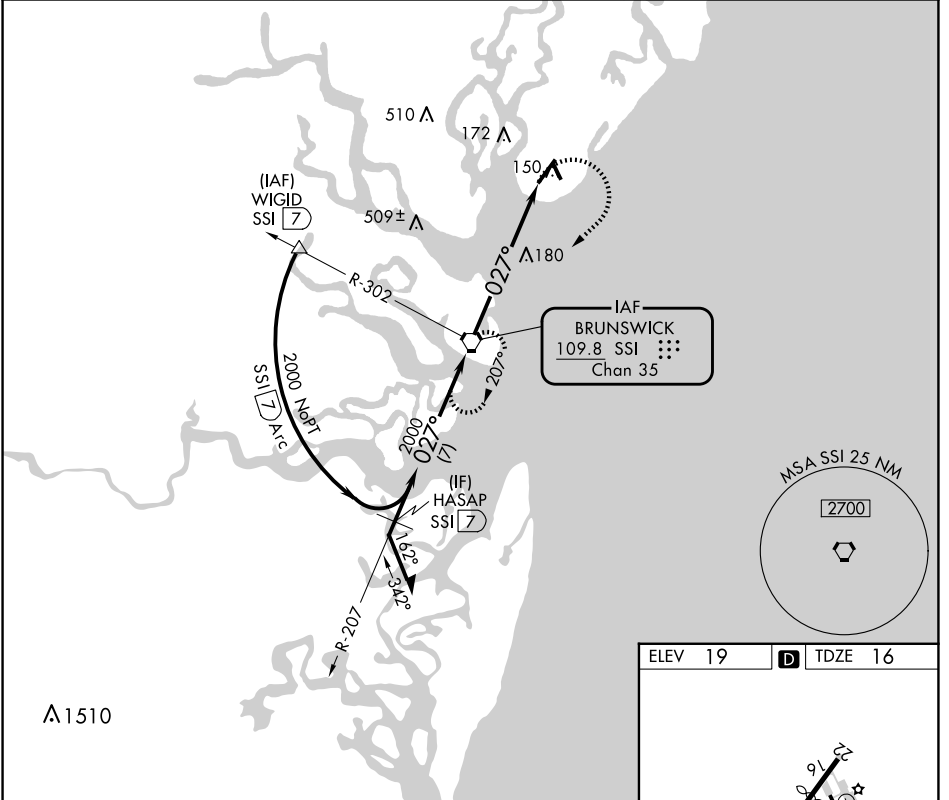 510
172
150
(IAF)
WIGID
SSI 7
509±
180
027°
R-302
IAF
BRUNSWICK
109.8 SSI
Chan 35
207°
2000 NoPT
SSI 7 Arc
2000
027°
(7)
(IF)
HASAP
SSI 7
MSA SSI 25 NM
2700
162°
342°
R-207
ELEV 19
D
TDZE 16
1510
22
16